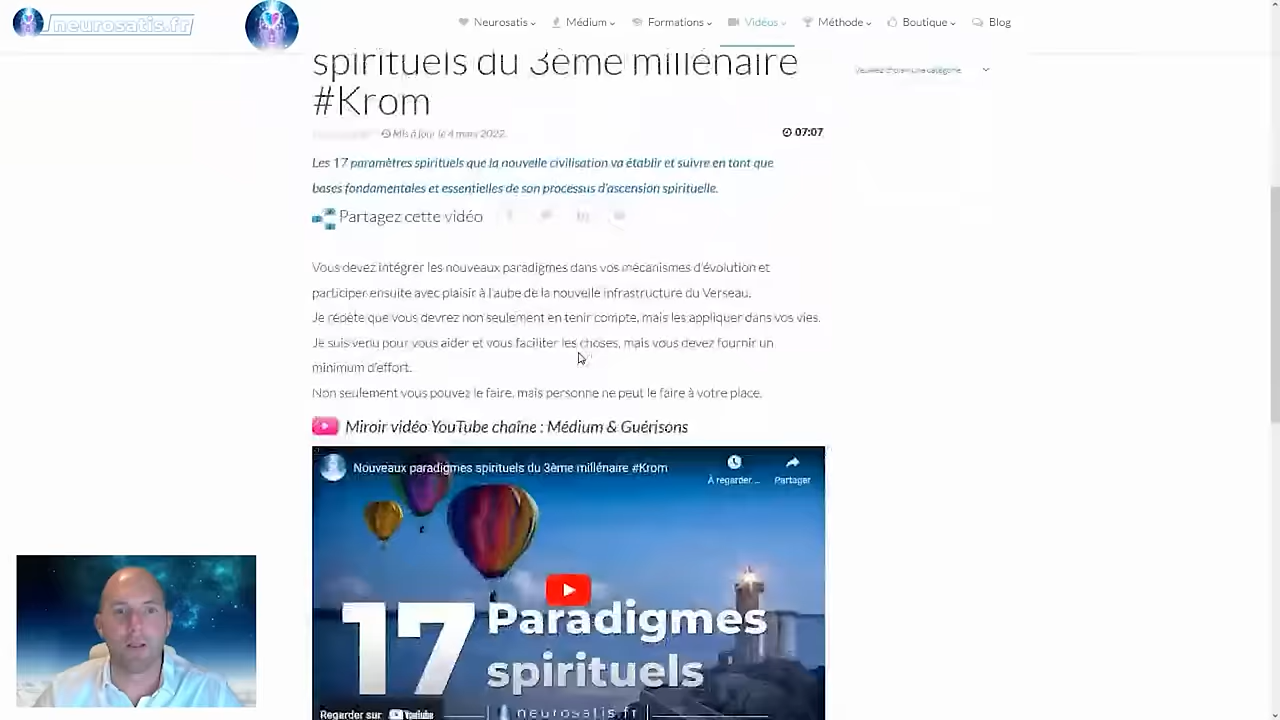 neurosatis.fr
Neurosatis
Médium
Formations
Vidéos
Méthode
Boutique
Blog
spirituels du 3ème millénaire
#Krom
Mis à jour le 4 mars 2022.
07:07
Veuillez choisir une catégorie
Les 17 paramètres spirituels que la nouvelle civilisation va établir et suivre en tant que
bases fondamentales et essentielles de son processus d'ascension spirituelle.
Partagez cette vidéo
Vous devez intégrer les nouveaux paradigmes dans vos mécanismes d'évolution et
participer ensuite avec plaisir à l'aube de la nouvelle infrastructure du Verseau.
Je répète que vous devrez non seulement en tenir compte, mais les appliquer dans vos vies.
Je suis venu pour vous aider et vous faciliter les choses, mais vous devez fournir un
minimum d'effort.
Non seulement vous pouvez le faire, mais personne ne peut le faire à votre place.
Miroir vidéo YouTube chaîne : Médium & Guérisons
Nouveaux paradigmes spirituels du 3ème millénaire #Krom
À regarder...
Partager
17 Paradigmes
spirituels
Regarder sur YouTube
neurosatis.fr